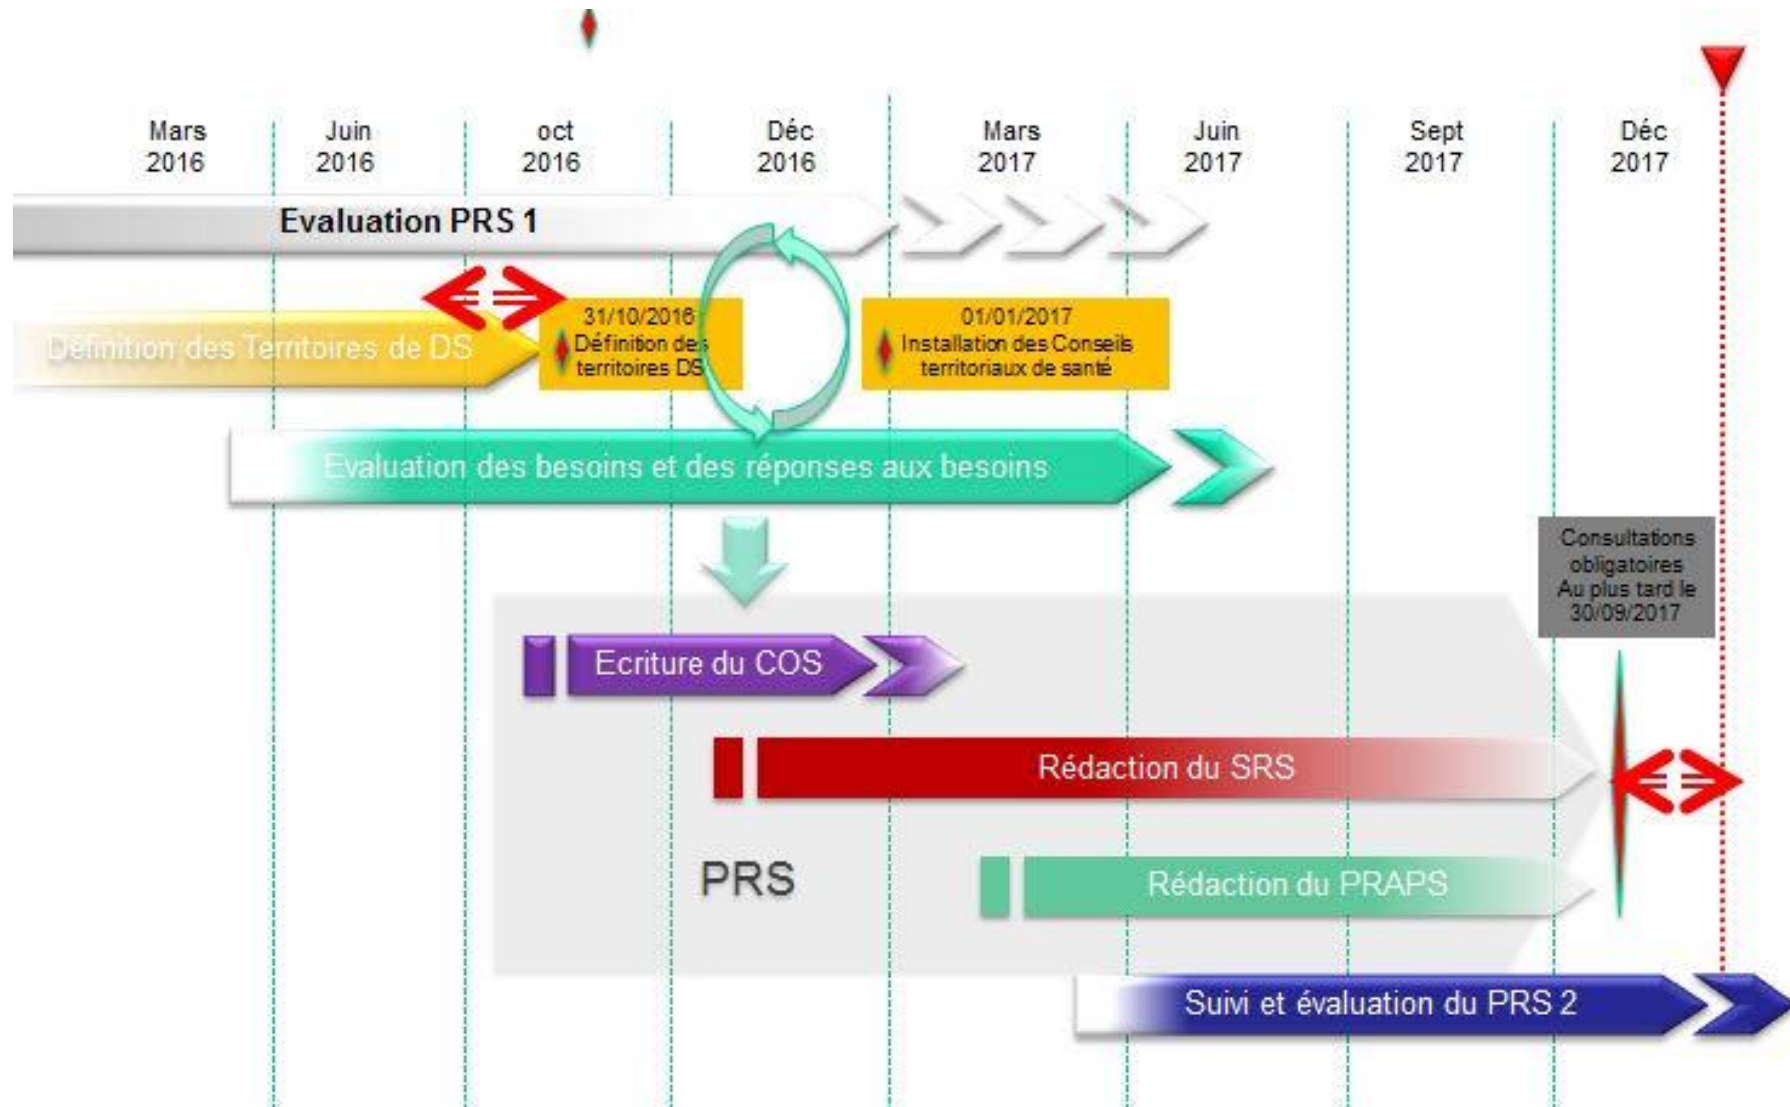 Mars
2016
Juin
2016
oct
2016
Déc
2016
Mars
2017
Juin
2017
Sept
2017
Déc
2017
Evaluation PRS 1
Définition des Territoires de DS
31/10/2016
Définition des
territoires DS
01/01/2017
Installation des Conseils
territoriaux de santé
Evaluation des besoins et des réponses aux besoins
Consultations
obligatoires
Au plus tard le
30/09/2017
Ecriture du COS
Rédaction du SRS
PRS
Rédaction du PRAPS
Suivi et évaluation du PRS 2